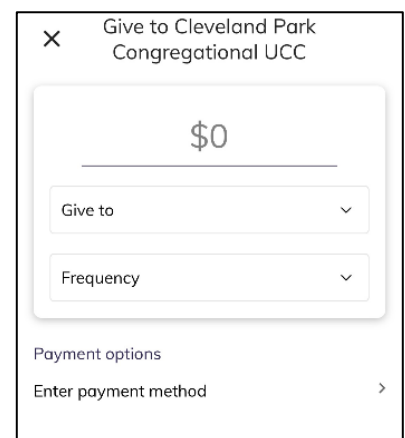 Give to Cleveland Park
Congregational UCC
$0
Give to
Frequency
Payment options
Enter payment method